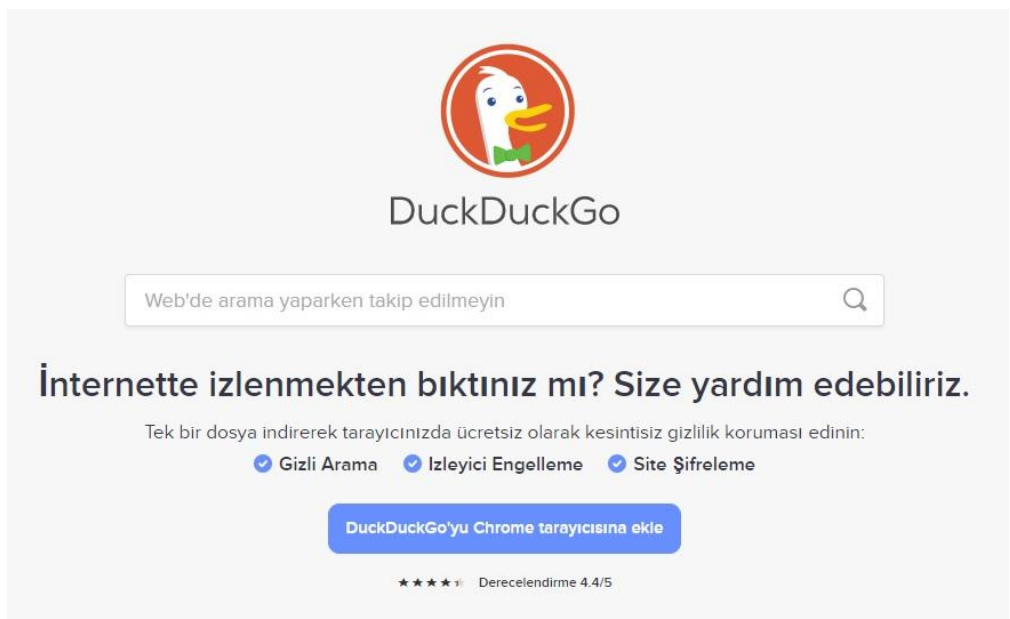 DuckDuckGo
Web'de arama yaparken takip edilmeyin
İnternette izlenmekten bıktınız mı? Size yardım edebiliriz.
Tek bir dosya indirerek tarayıcınızda ücretsiz olarak kesintisiz gizlilik koruması edinin:
Gizli Arama Izleyici Engelleme Site Şifreleme
DuckDuckGo'yu Chrome tarayıcısına ekle
Derecelendirme 4.4/5